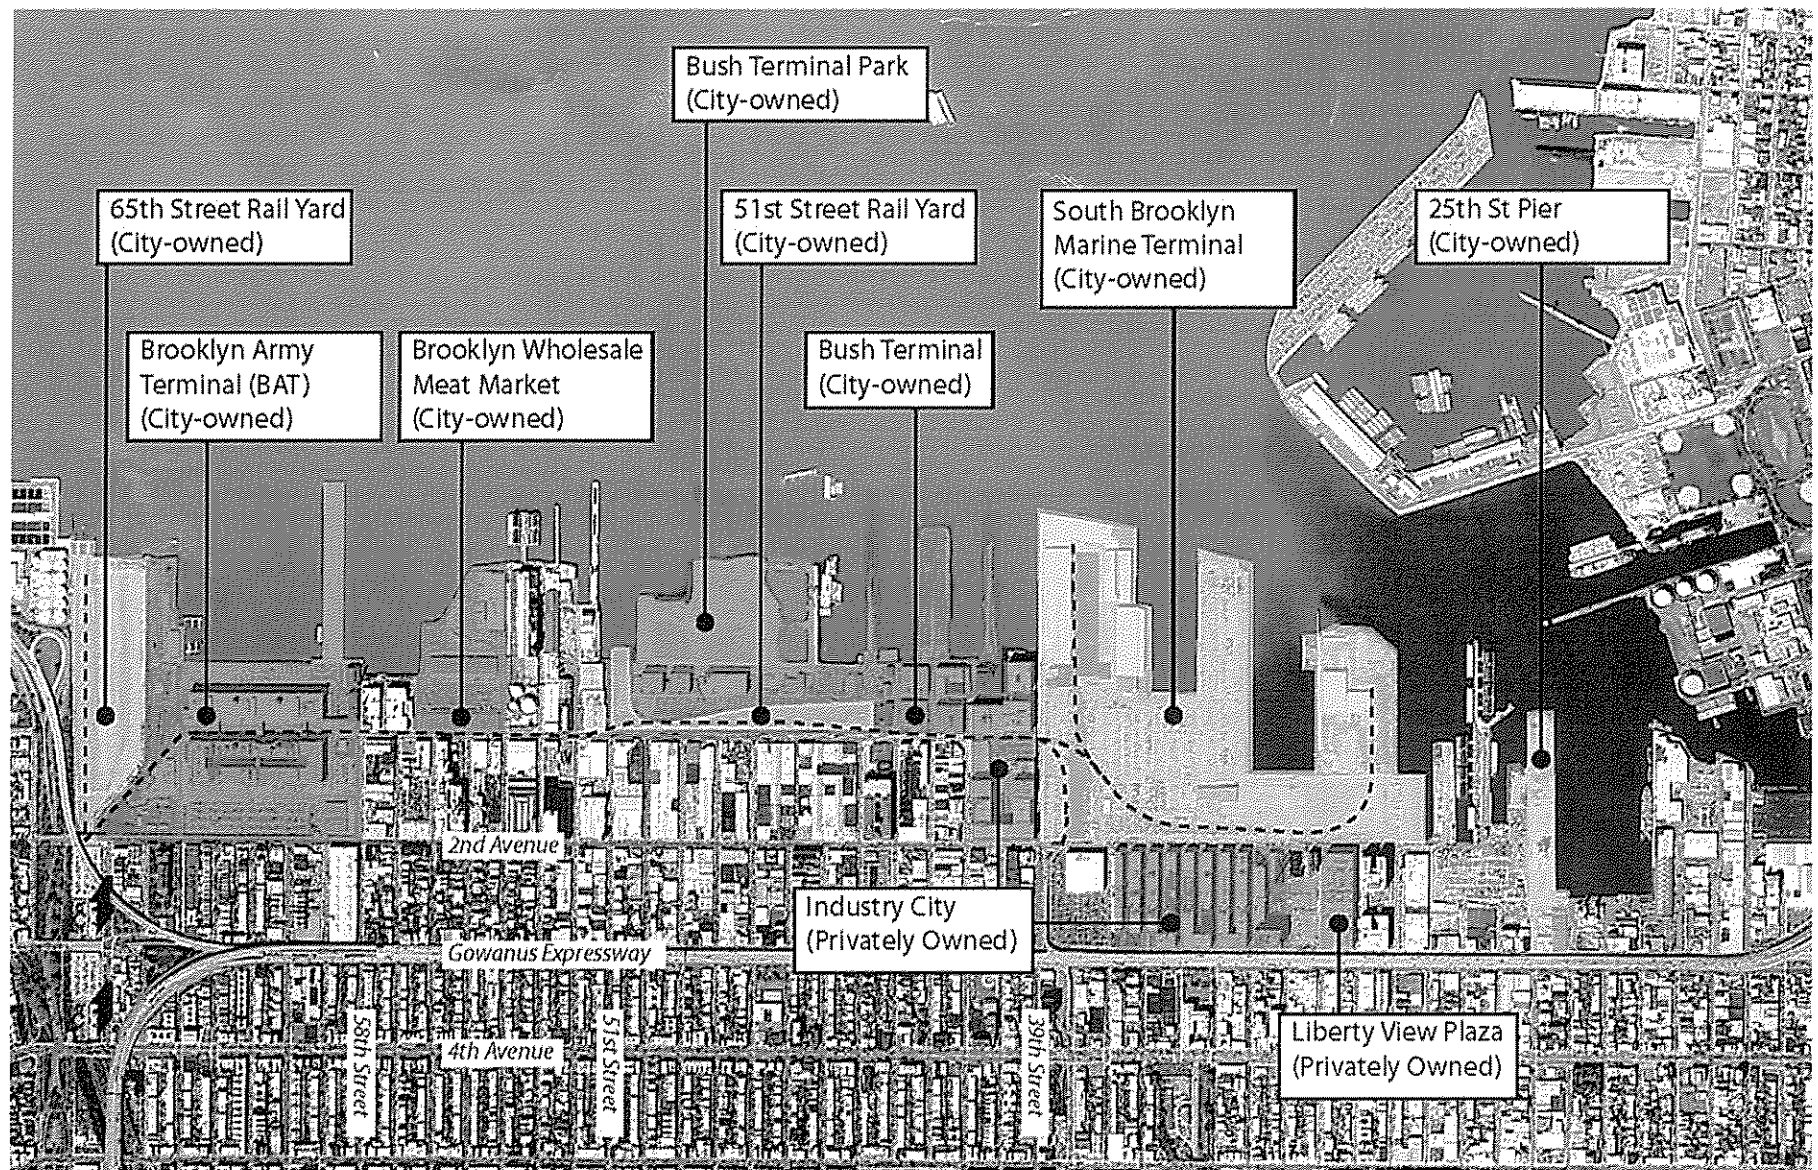 Bush Terminal Park
(City-owned)
65th Street Rail Yard
(City-owned)
51st Street Rail Yard
(City-owned)
South Brooklyn
Marine Terminal
(City-owned)
25th St Pier
(City-owned)
Brooklyn Army
Terminal (BAT)
(City-owned)
Brooklyn Wholesale
Meat Market
(City-owned)
Bush Terminal
(City-owned)
2nd Avenue
Industry City
(Privately Owned)
Gowanus Expressway
58th Street
51st Street
39th Street
4th Avenue
Liberty View Plaza
(Privately Owned)